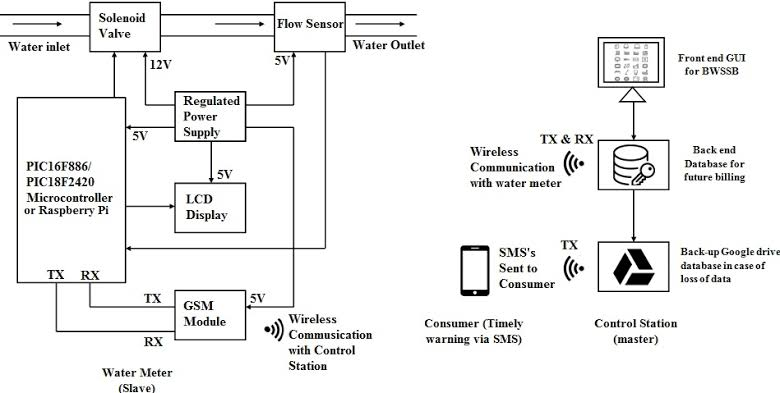 Solenoid
Valve
Flow Sensor
Water inlet
Water Outlet
12V
5V
Regulated
Power
Supply
5V
PIC16F886/
PIC18F2420
Microcontroller
or Raspberry Pi
5V
LCD
Display
TX
RX
TX
RX
GSM
Module
5V
Wireless
Commusication
with Control
Station
Water Meter
(Slave)
Front end GUI
for BWSSB
TX & RX
Wireless
Communication
with water meter
Back end
Database for
future billing
TX
SMS's
Sent to
Consumer
Back-up Google drive
database in case of
loss of data
Consumer (Timely
warning via SMS)
Control Station
(master)